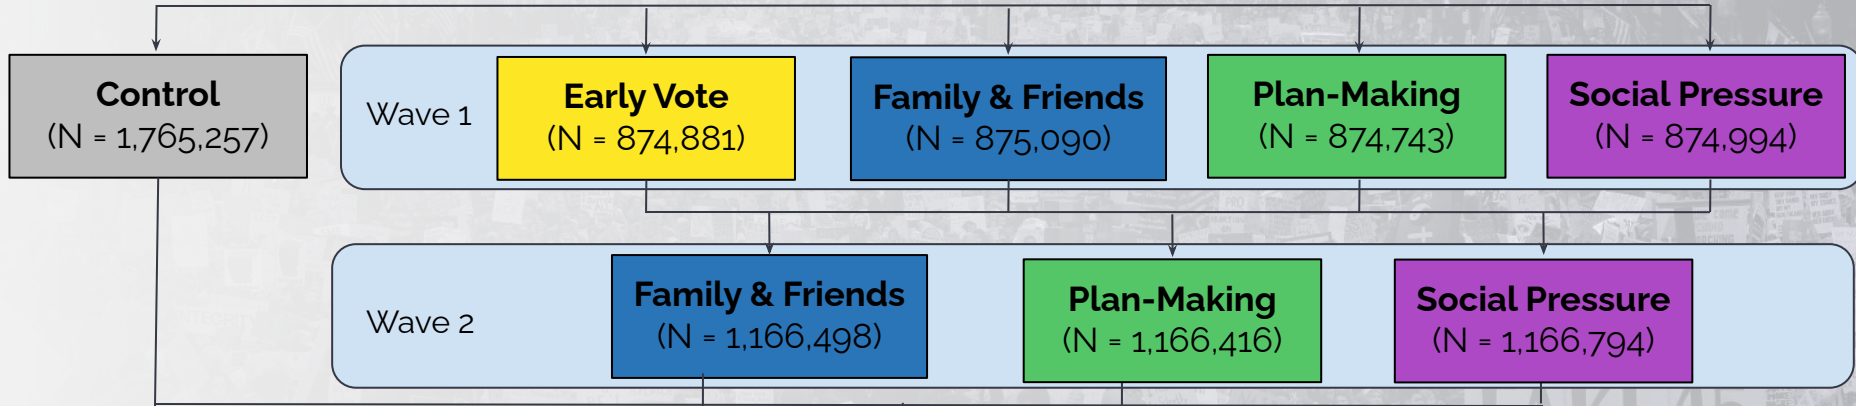 Control
(N = 1,765,257)
Wave 1
Early Vote
(N = 874,881)
Family & Friends
(N = 875,090)
Plan-Making
(N = 874,743)
Social Pressure
(N = 874,994)
Wave 2
Family & Friends
(N = 1,166,498)
Plan-Making
(N = 1,166,416)
Social Pressure
(N = 1,166,794)